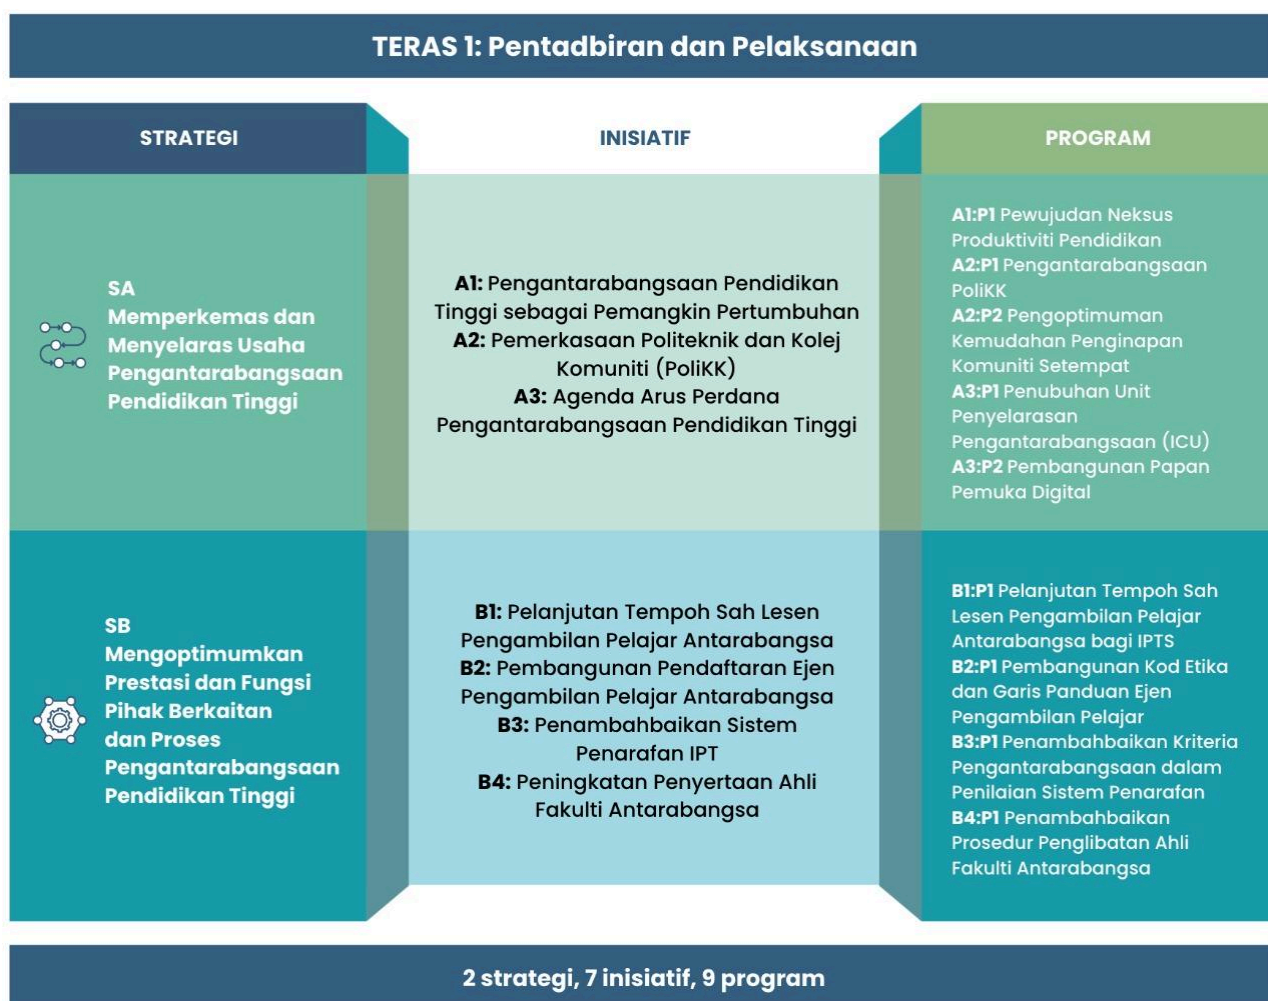 TERAS 1: Pentadbiran dan Pelaksanaan
STRATEGI
INISIATIF
PROGRAM
SA
Memperkemas dan
Menyelaras Usaha
Pengantarabangsaan
Pendidikan Tinggi
A1: Pengantarabangsaan Pendidikan
Tinggi sebagai Pemangkin Pertumbuhan
A2: Pemerkasaan Politeknik dan Kolej
Komuniti (PoliKK)
A3: Agenda Arus Perdana
Pengantarabangsaan Pendidikan Tinggi
A1:P1 Pewujudan Neksus
Produktiviti Pendidikan
A2:P1 Pengantarabangsaan
PoliKK
A2:P2 Pengoptimuman
Kemudahan Penginapan
Komuniti Setempat
A3:P1 Penubuhan Unit
Penyelarasan
Pengantarabangsaan (ICU)
A3:P2 Pembangunan Papan
Pemuka Digital
SB
Mengoptimumkan
Prestasi dan Fungsi
Pihak Berkaitan
dan Proses
Pengantarabangsaan
Pendidikan Tinggi
B1: Pelanjutan Tempoh Sah Lesen
Pengambilan Pelajar Antarabangsa
B2: Pembangunan Pendaftaran Ejen
Pengambilan Pelajar Antarabangsa
B3: Penambahbaikan Sistem
Penarafan IPT
B4: Peningkatan Penyertaan Ahli
Fakulti Antarabangsa
B1:P1 Pelanjutan Tempoh Sah
Lesen Pengambilan Pelajar
Antarabangsa bagi IPTS
B2:P1 Pembangunan Kod Etika
dan Garis Panduan Ejen
Pengambilan Pelajar
B3:P1 Penambahbaikan Kriteria
Pengantarabangsaan dalam
Penilaian Sistem Penarafan
B4:P1 Penambahbaikan
Prosedur Penglibatan Ahli
Fakulti Antarabangsa
2 strategi, 7 inisiatif, 9 program